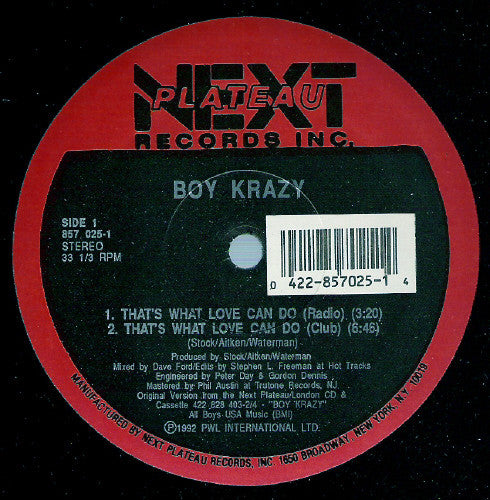 NEXT
PLATEAU
RECORDS INC.
BOY KRAZY
SIDE 1
857 025-1
STEREO
33 1/3 RPM
0 422-857025-1 4
1. THAT'S WHAT LOVE CAN DO (Radio) (3:20)
2. THAT'S WHAT LOVE CAN DO (Club) (6:46)
(Stock/Aitken/Waterman)
Produced by Stock/Aitken/Waterman
Mixed by Dave Ford/Edits by Stephen L. Freeman at Hot Tracks
Engineered by Peter Day & Gordon Dennis
Mastered by Phil Austin at Trutone Records, NJ.
Original Version from the Next Plateau/London CD &
Cassette 422 828 403-2/4 - "BOY KRAZY"
All Boys-USA Music (BMI)
Ⓟ1992 PWL INTERNATIONAL LTD.
MANUFACTURED BY NEXT PLATEAU RECORDS, INC. 1650 BROADWAY, NEW YORK, N.Y. 10019